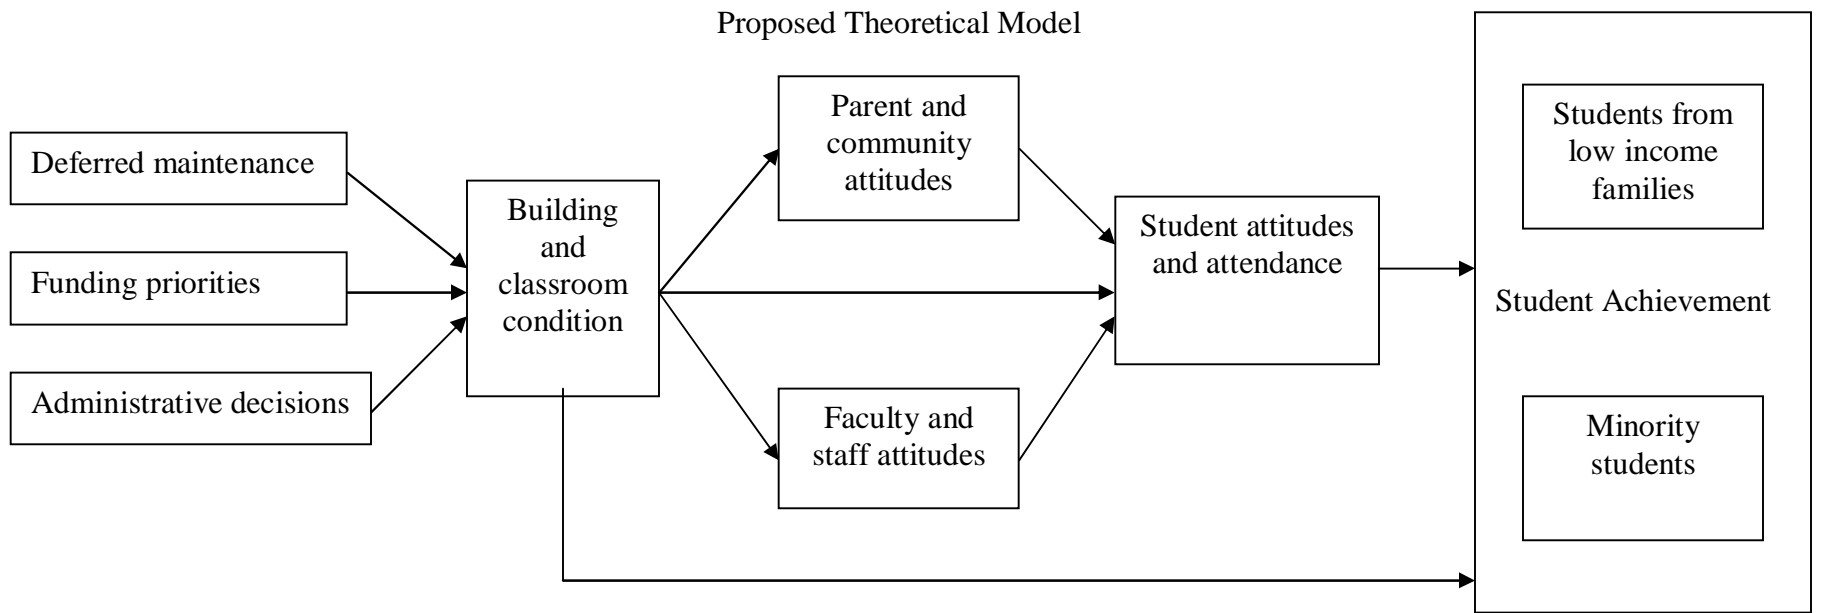 Proposed Theoretical Model
Deferred maintenance
Funding priorities
Administrative decisions
Building
and
classroom
condition
Parent and
community
attitudes
Faculty and
staff attitudes
Student attitudes
and attendance
Students from
low income
families
Student Achievement
Minority
students